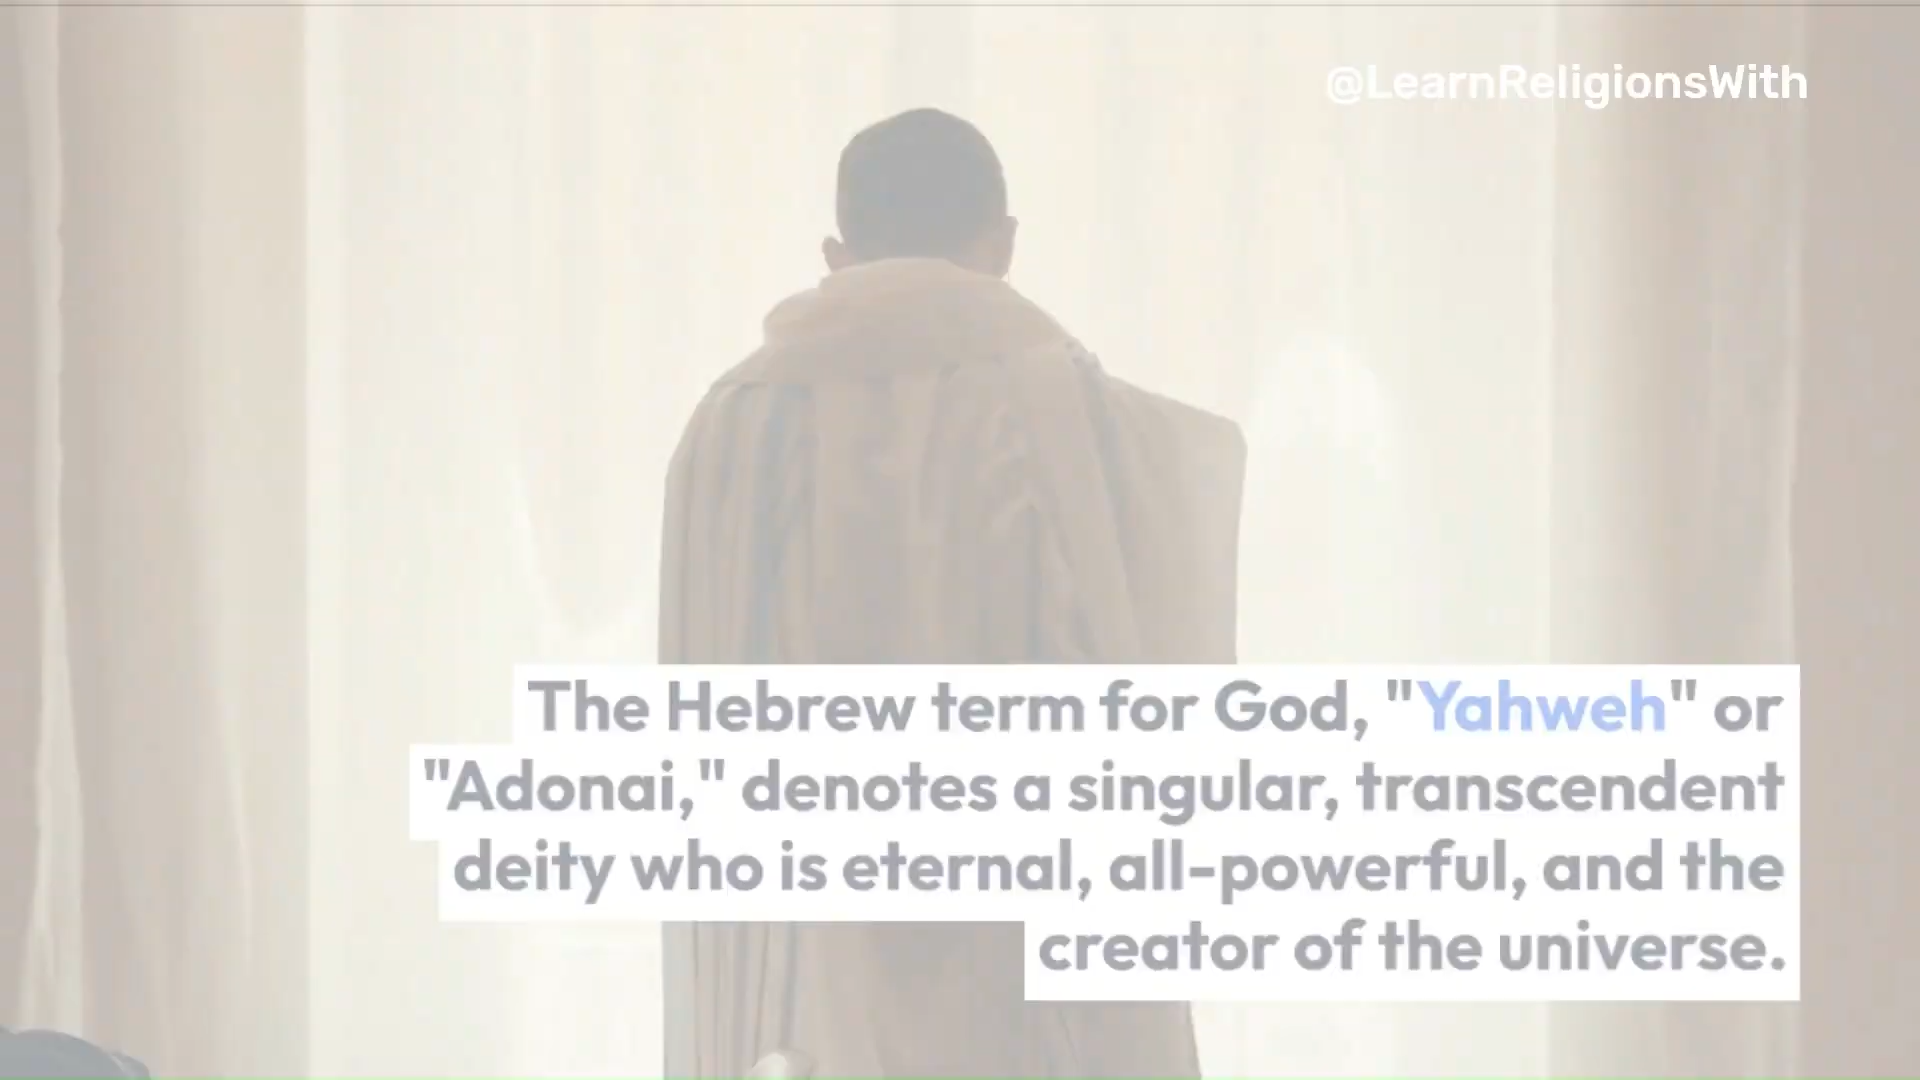 @LearnReligionsWith
The Hebrew term for God, "Yahweh" or
"Adonai," denotes a singular, transcendent
deity who is eternal, all-powerful, and the
creator of the universe.